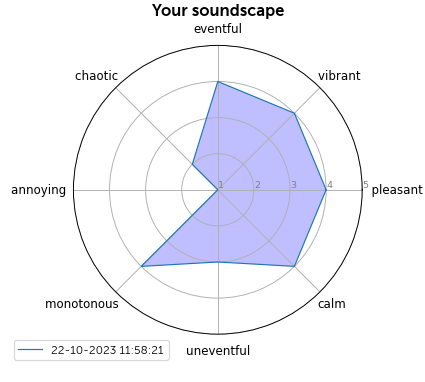 Your soundscape
eventful
chaotic
vibrant
annoying
1
2
3
4
5
pleasant
monotonous
calm
22-10-2023 11:58:21
uneventful